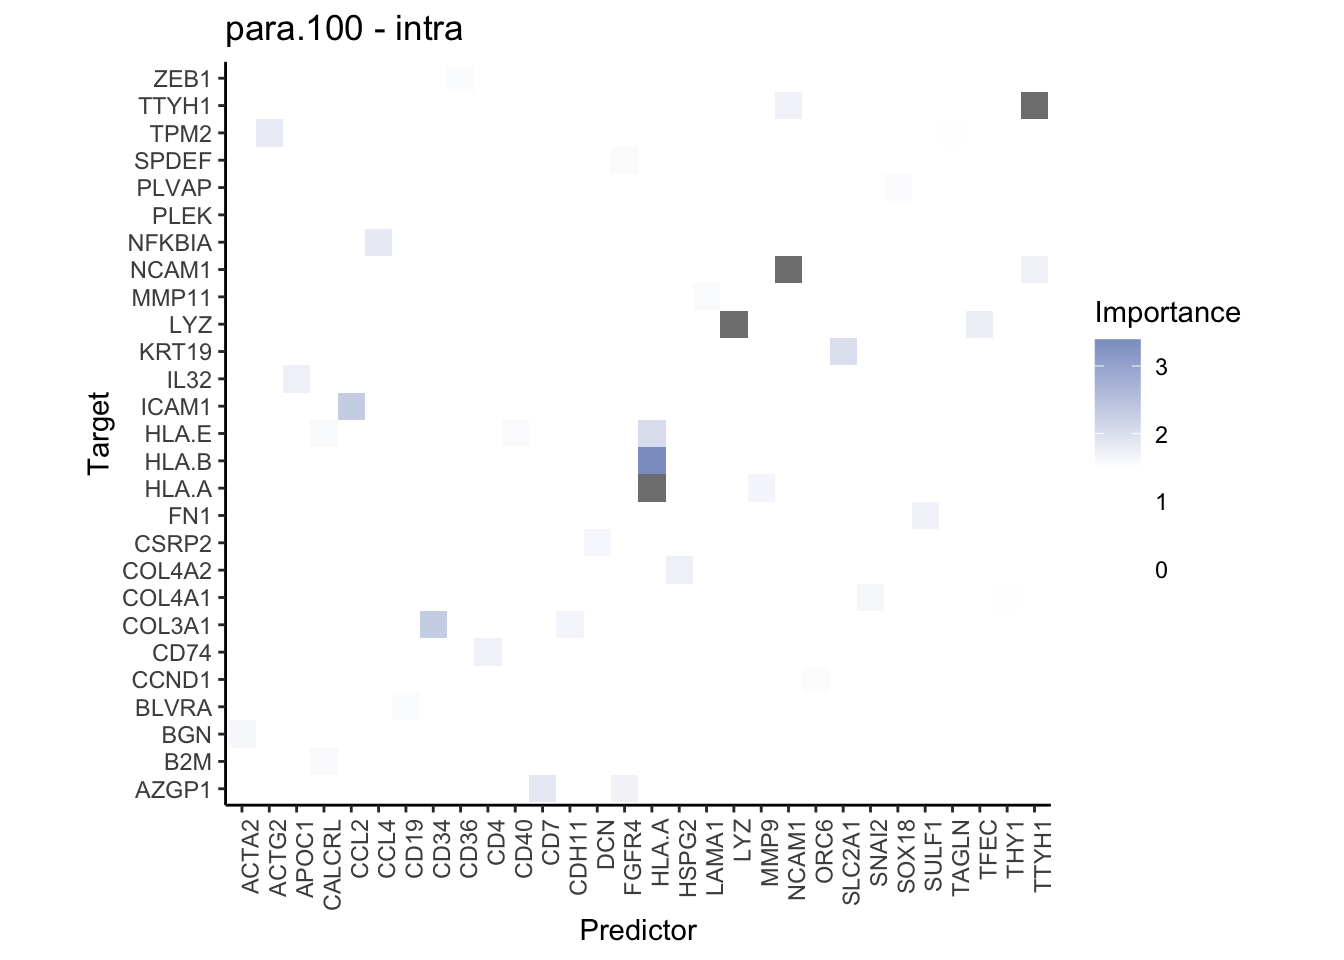 para.100 - intra
ZEB1
TTYH1
TPM2
SPDEF
PLVAP
PLEK
NFKBIA
NCAM1
MMP11
LYZ
KRT19
IL32
ICAM1
HLA.E
HLA.B
HLA.A
FN1
CSRP2
COL4A2
COL4A1
COL3A1
CD74
CCND1
BLVRA
BGN
B2M
AZGP1
Target
ACTA2
ACTG2
APOC1
CALCRL
CCL2
CCL4
CD19
CD34
CD36
CD4
CD40
CD7
CDH11
DCN
FGFR4
HLA.A
HSPG2
LAMA1
LYZ
MMP9
NCAM1
ORC6
SLC2A1
SNAI2
SOX18
SULF1
TAGLN
TFEC
THY1
TTYH1
Predictor
Importance
3
2
1
0